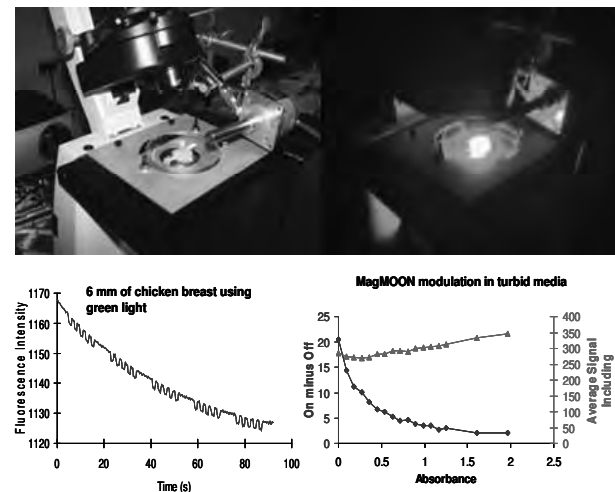 6 mm of chicken breast using
green light
Fluorescence Intensity
1170
1160
1150
1140
1130
1120
0 20 40 60 80 100
Time (s)
MagMOON modulation in turbid media
On minus Off
25
20
15
10
5
0
400
350
300
250
200
150
100
50
0
Average Signal
Including
0 0.5 1 1.5 2 2.5
Absorbance